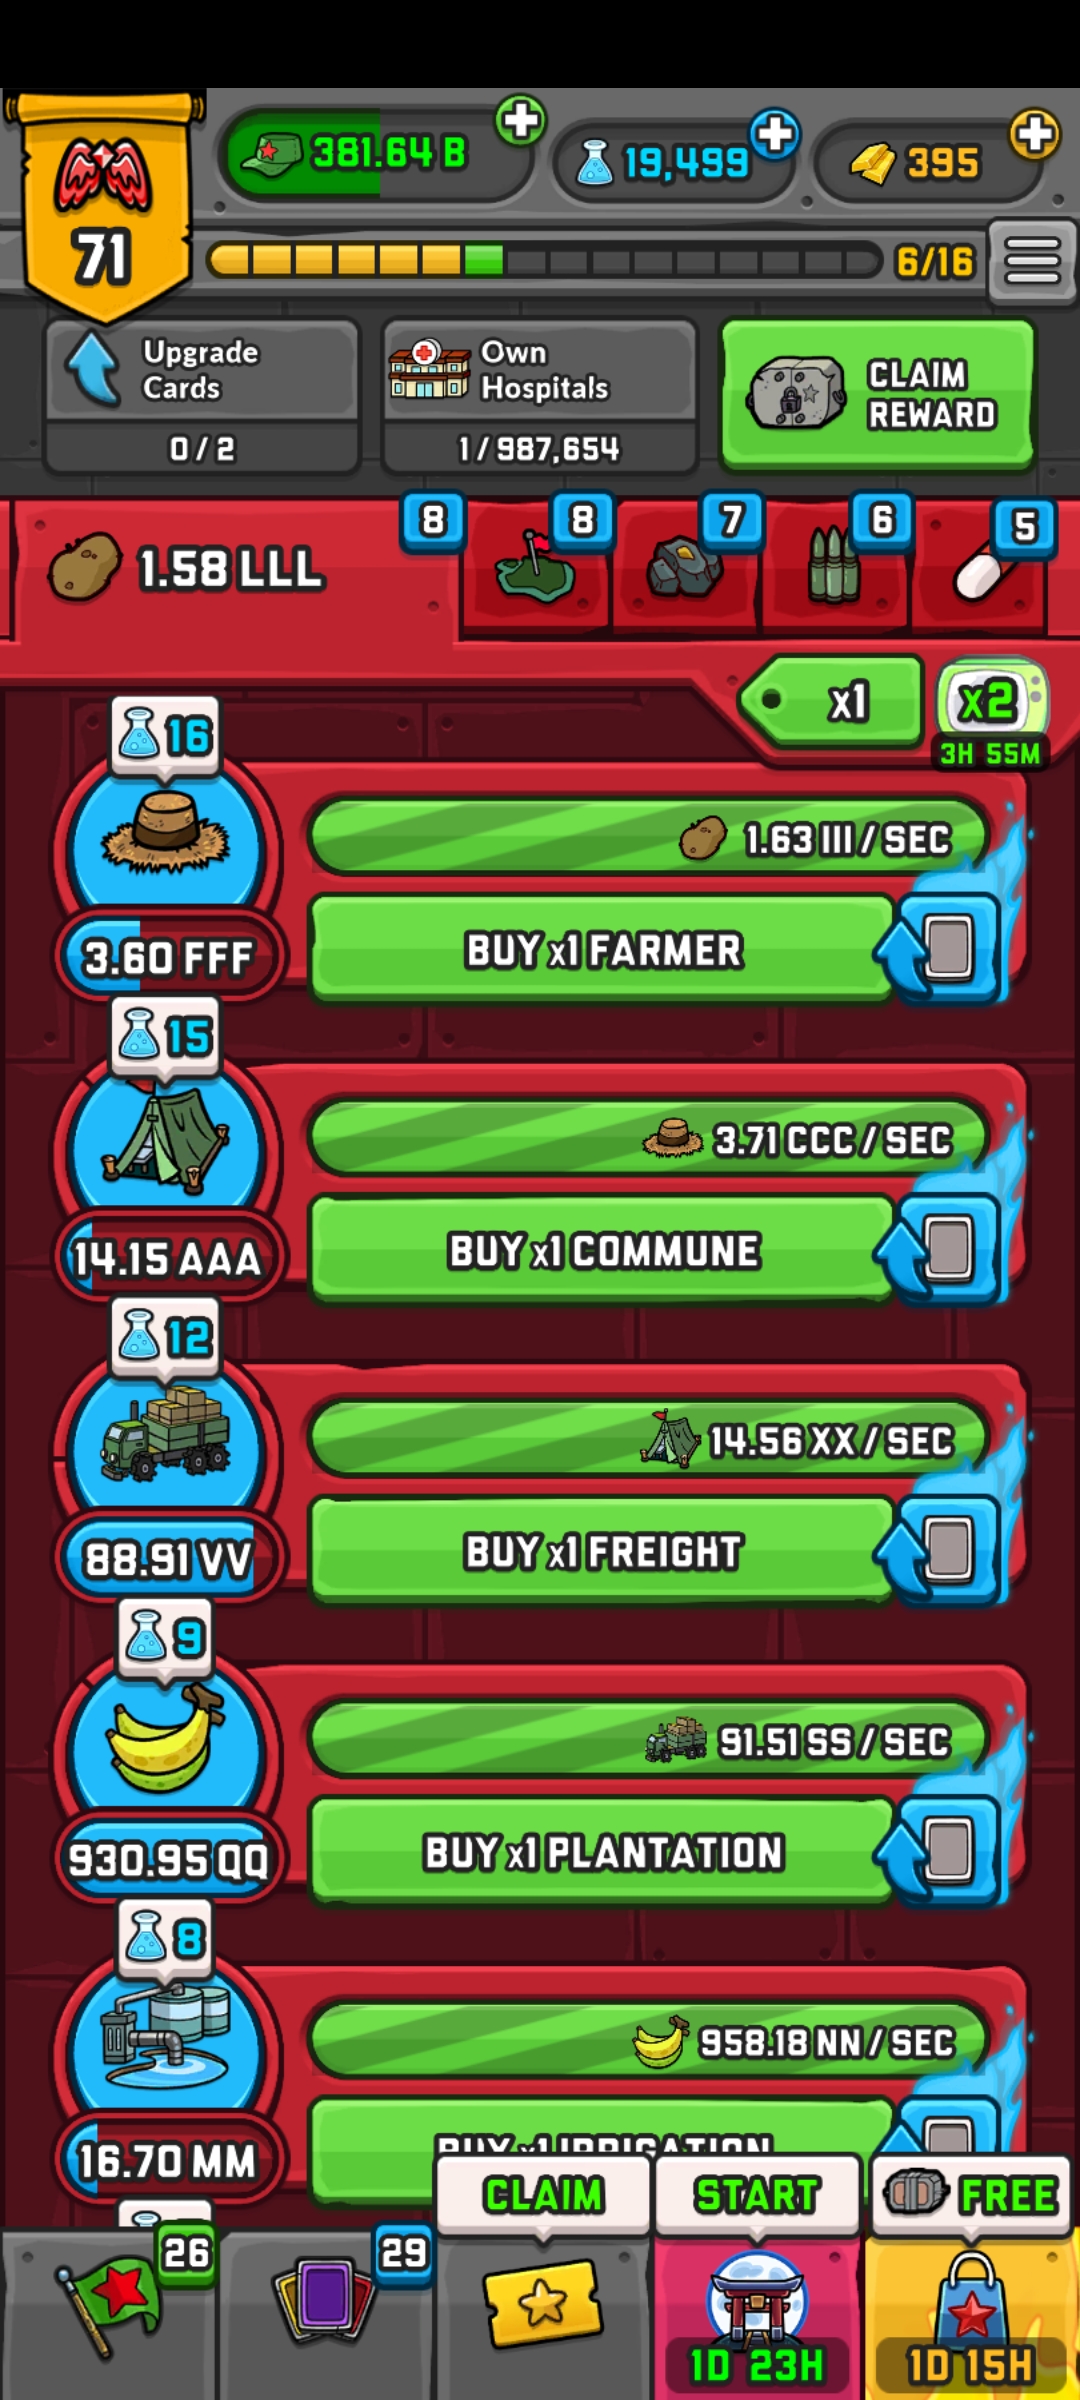 381.64 B
19,499
395
71
6/16
Upgrade
Cards
0 / 2
Own
Hospitals
1 / 987,654
CLAIM
REWARD
1.58 LLL
8
8
7
6
5
x1
x2
3H 55M
16
1.63 III / SEC
BUY x1 FARMER
3.60 FFF
15
3.71 CCC / SEC
BUY x1 COMMUNE
14.15 AAA
12
14.56 XX / SEC
BUY x1 FREIGHT
88.91 VV
9
91.51 SS / SEC
BUY x1 PLANTATION
930.95 QQ
8
958.18 NN / SEC
BUY x1 IRRIGATION
16.70 MM
CLAIM
START
FREE
26
29
1D 23H
1D 15H